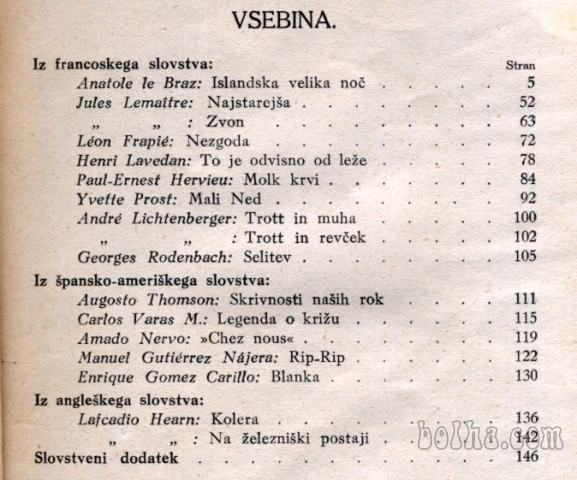 VSEBINA.
Iz francoskega slovstva: Stran
Anatole le Braz: Islandska velika noč . . . . . 5
Jules Lemaître: Najstarejša . . . . . . . 52
„ „ : Zvon . . . . . . . 63
Léon Frapié: Nezgoda . . . . . . . 72
Henri Lavedan: To je odvisno od leže . . . . . 78
Paul-Ernest Hervieu: Molk krvi . . . . . . 84
Yvette Prost: Mali Ned . . . . . . . 92
André Lichtenberger: Trott in muha . . . . . 100
„ „ : Trott in revček . . . . . 102
Georges Rodenbach: Selitev . . . . . . 105
Iz špansko-ameriškega slovstva:
Augosto Thomson: Skrivnosti naših rok . . . . 111
Carlos Varas M.: Legenda o križu . . . . . 115
Amado Nervo: »Chez nous« . . . . . . 119
Manuel Gutiérrez Nájera: Rip-Rip . . . . . 122
Enrique Gomez Carillo: Blanka . . . . . 130
Iz angleškega slovstva:
Lafcadio Hearn: Kolera . . . . . . . 136
„ „ : Na železniški postaji . . . . 142
bolha.com
Slovstveni dodatek . . . . . . . . 146